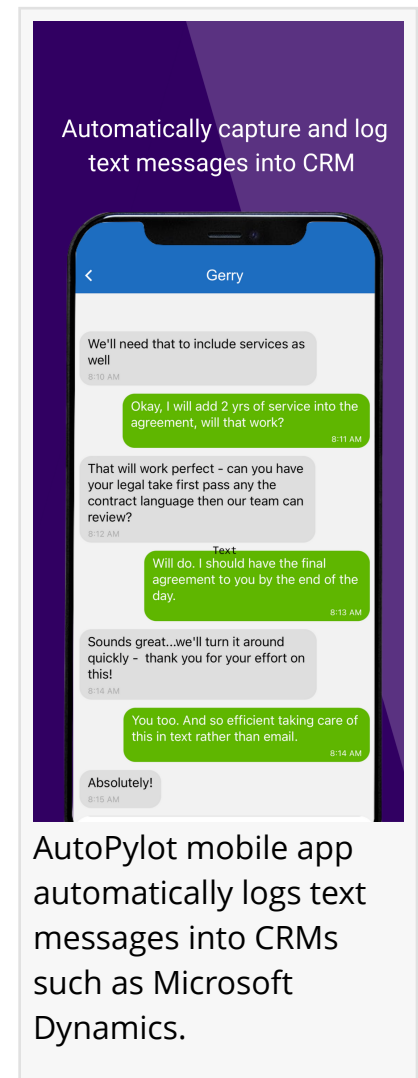 Automatically capture and log
text messages into CRM
Gerry
We'll need that to include services as
well
8:10 AM
Okay, I will add 2 yrs of service into the
agreement, will that work?
8:11 AM
That will work perfect - can you have
your legal take first pass any the
contract language then our team can
review?
8:12 AM
Text
Will do. I should have the final
agreement to you by the end of the
day.
8:13 AM
Sounds great...we'll turn it around
quickly - thank you for your effort on
this!
8:14 AM
You too. And so efficient taking care of
this in text rather than email.
8:14 AM
Absolutely!
8:15 AM
AutoPylot mobile app
automatically logs text
messages into CRMs
such as Microsoft
Dynamics.